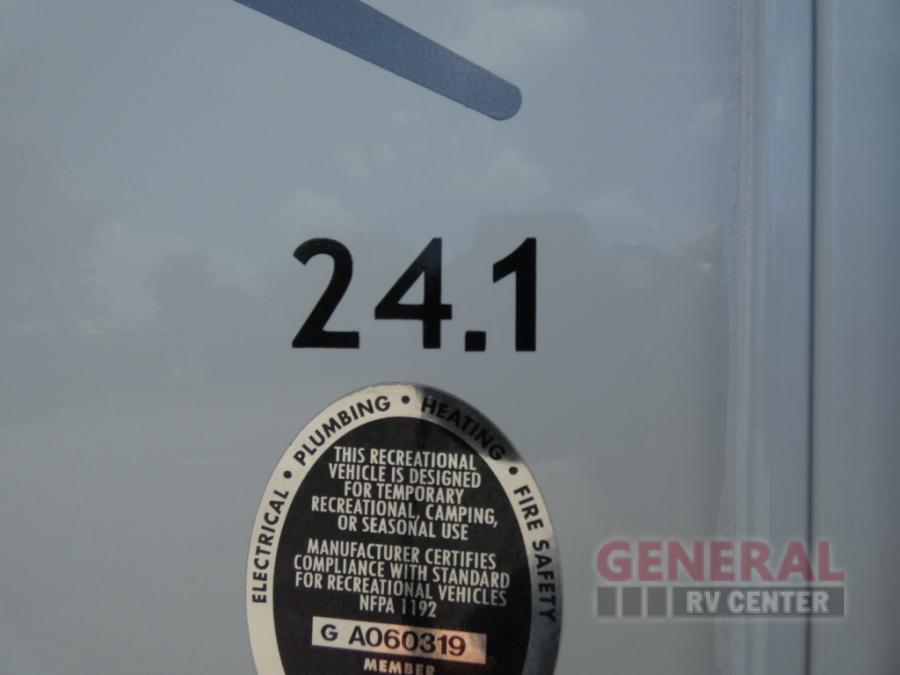 24.1
ELECTRICAL • PLUMBING • HEATING • FIRE SAFETY
THIS RECREATIONAL
VEHICLE IS DESIGNED
FOR TEMPORARY
RECREATIONAL, CAMPING,
OR SEASONAL USE
MANUFACTURER CERTIFIES
COMPLIANCE WITH STANDARD
FOR RECREATIONAL VEHICLES
NFPA 1192
G A060319
MEMBER
GENERAL
RV CENTER